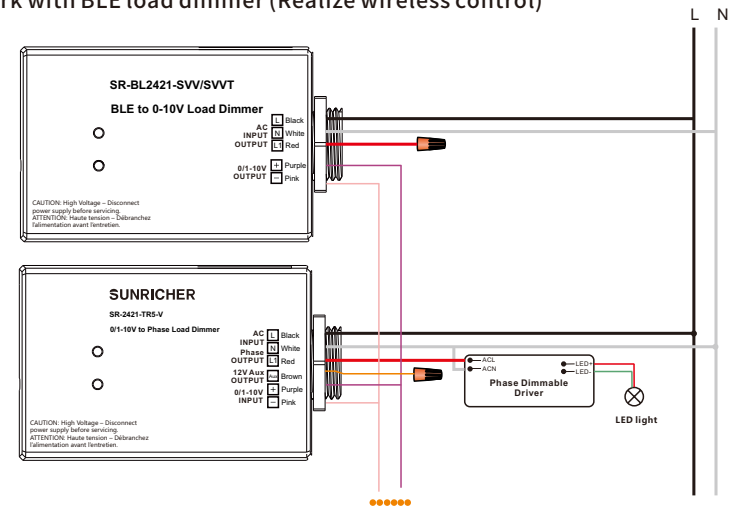 rk with BLE load dimmer (Realize wireless control)
L N
SR-BL2421-SVV/SVVT
BLE to 0-10V Load Dimmer
AC
INPUT
OUTPUT
L Black
N White
L1 Red
0/1-10V
OUTPUT
+ Purple
− Pink
CAUTION: High Voltage – Disconnect
power supply before servicing.
ATTENTION: Haute tension – Débranchez
l'alimentation avant l'entretien.
SUNRICHER
SR-2421-TR5-V
0/1-10V to Phase Load Dimmer
AC
INPUT
Phase
OUTPUT
12V Aux
OUTPUT
0/1-10V
INPUT
L Black
N White
L1 Red
Aux Brown
+ Purple
− Pink
CAUTION: High Voltage – Disconnect
power supply before servicing.
ATTENTION: Haute tension – Débranchez
l'alimentation avant l'entretien.
ACL
ACN
LED+
LED-
Phase Dimmable
Driver
LED light